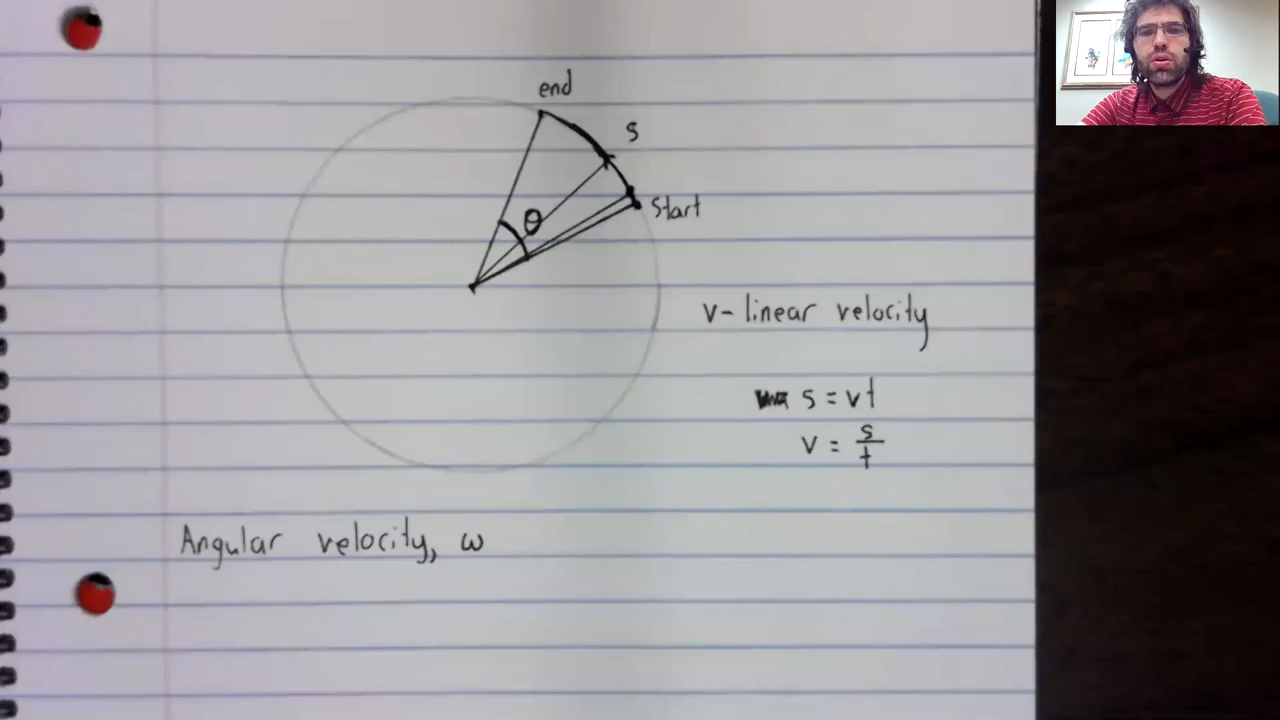 end
s
θ
Start
v - linear velocity
s = vt
v = s/t
Angular velocity, ω